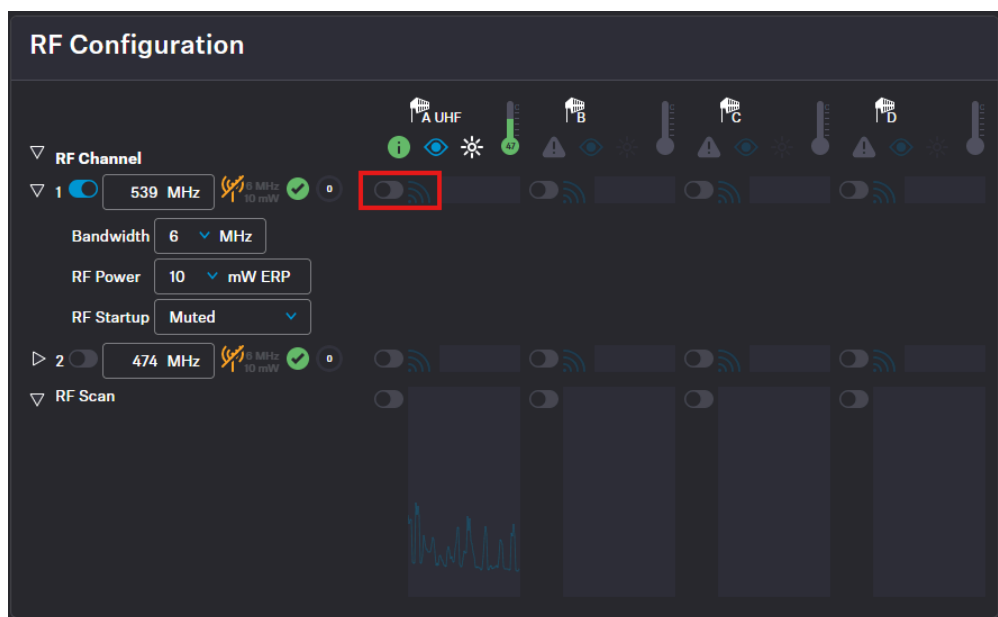 RF Configuration
A UHF B C D
47
RF Channel
1 539 MHz 6 MHz 10 mW 0
Bandwidth 6 MHz
RF Power 10 mW ERP
RF Startup Muted
2 474 MHz 6 MHz 10 mW 0
RF Scan